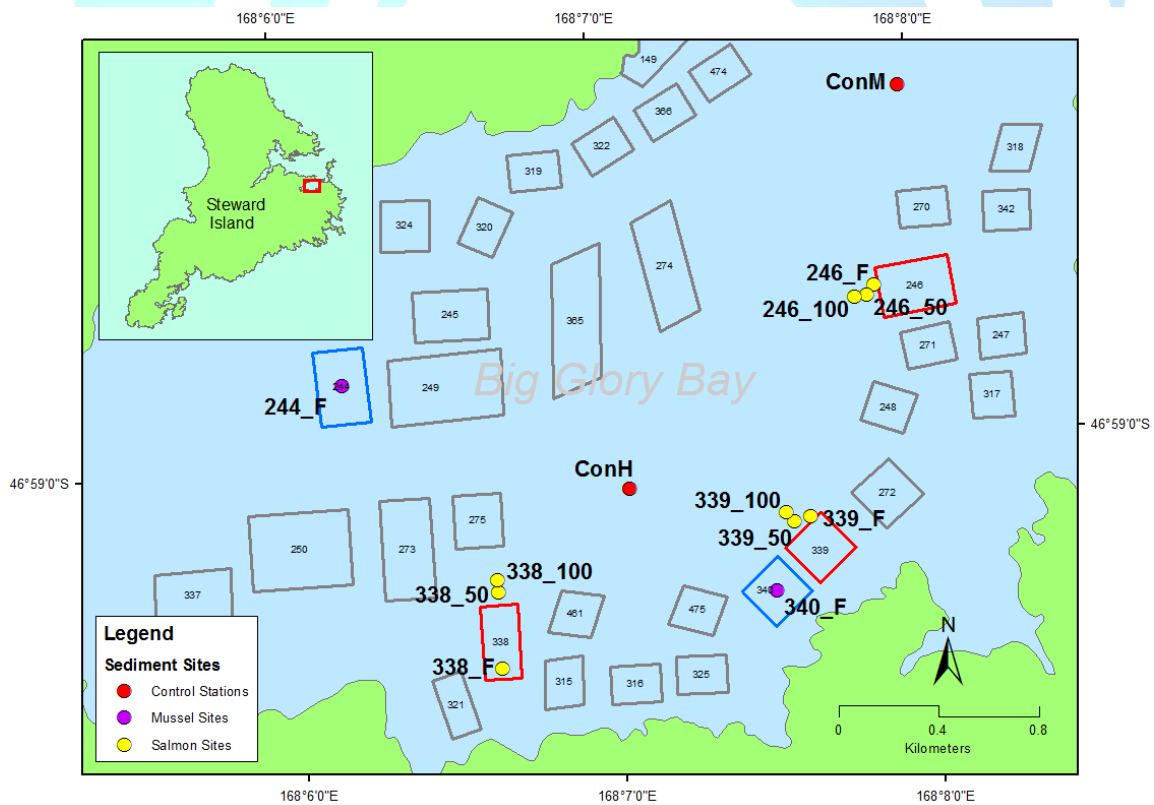 168°6'0"E 168°7'0"E 168°8'0"E
149
474
ConM
366
322
318
319
Steward
Island
324
320
270
342
274
246_F
246
246_100
246_50
245
365
247
271
Big Glory Bay
244
249
244_F
248
317
46°59'0"S
ConH
46°59'0"S
272
339_100
339_F
339_50
339
275
250
273
338_100
338_50
340
340_F
337
461
475
338
338_F
315
316
325
321
Legend
Sediment Sites
Control Stations
Mussel Sites
Salmon Sites
N
0 0.4 0.8
Kilometers
168°6'0"E 168°7'0"E 168°8'0"E